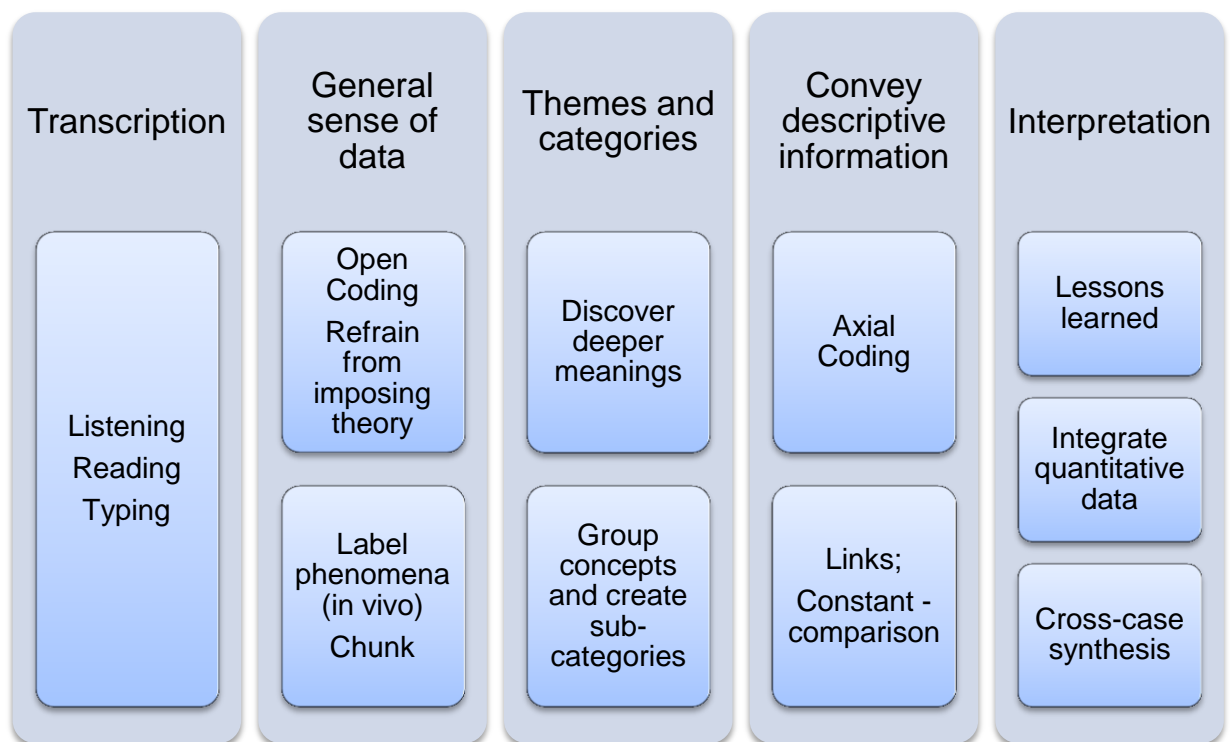 Transcription
Listening
Reading
Typing
General
sense of
data
Open
Coding
Refrain
from
imposing
theory
Label
phenomena
(in vivo)
Chunk
Themes and
categories
Discover
deeper
meanings
Group
concepts
and create
sub-
categories
Convey
descriptive
information
Axial
Coding
Links;
Constant -
comparison
Interpretation
Lessons
learned
Integrate
quantitative
data
Cross-case
synthesis